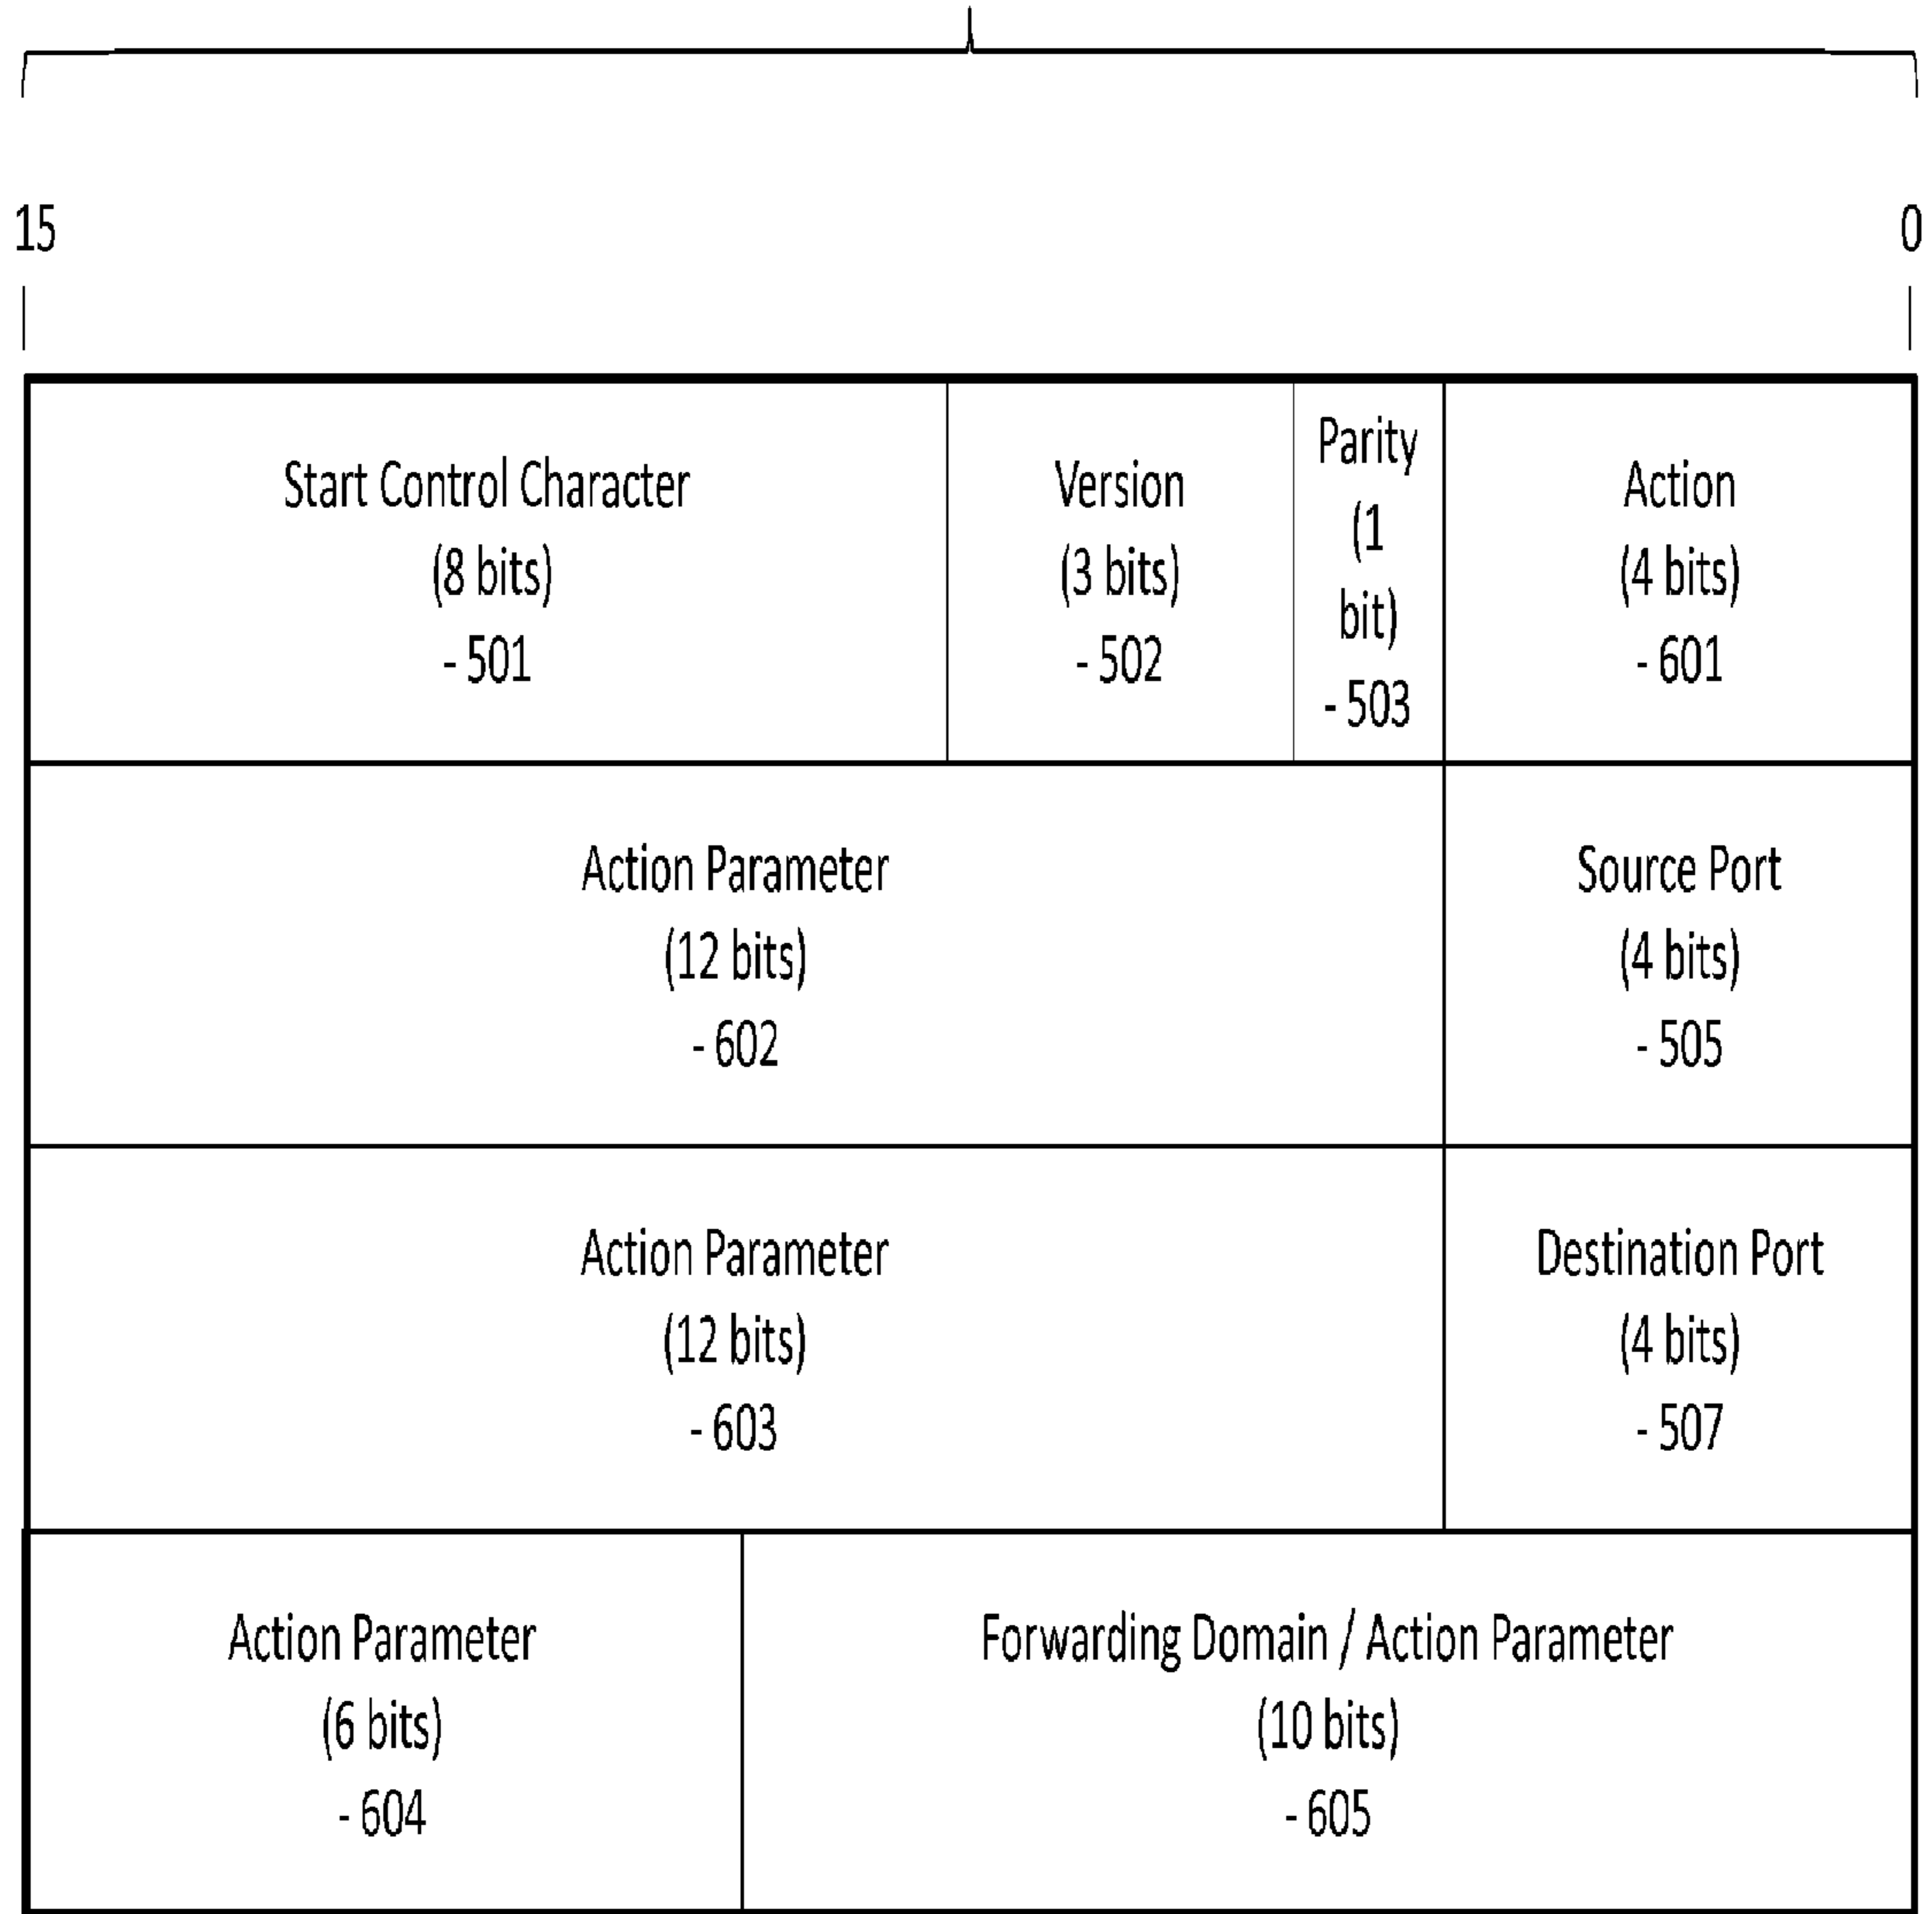 15
0
Start Control Character
(8 bits)
- 501
Version
(3 bits)
- 502
Parity
(1
bit)
- 503
Action
(4 bits)
- 601
Action Parameter
(12 bits)
- 602
Source Port
(4 bits)
- 505
Action Parameter
(12 bits)
- 603
Destination Port
(4 bits)
- 507
Action Parameter
(6 bits)
- 604
Forwarding Domain / Action Parameter
(10 bits)
- 605